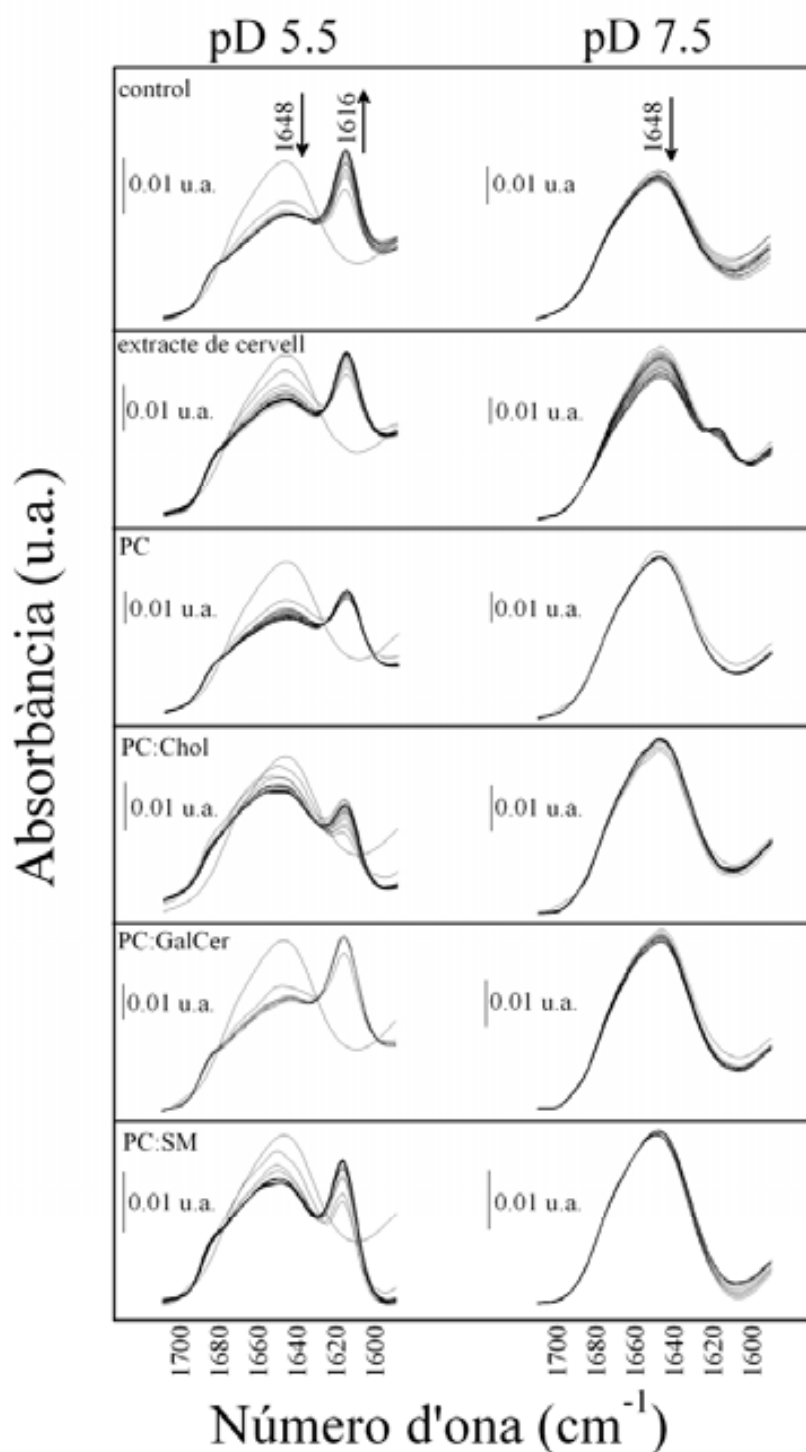 pD 5.5 pD 7.5
control
1648 1616 1648
0.01 u.a. 0.01 u.a
extracte de cervell
0.01 u.a. 0.01 u.a.
PC
0.01 u.a. 0.01 u.a.
PC:Chol
0.01 u.a. 0.01 u.a.
PC:GalCer
0.01 u.a. 0.01 u.a.
PC:SM
0.01 u.a. 0.01 u.a.
Absorbància (u.a.)
1700 1680 1660 1640 1620 1600 1700 1680 1660 1640 1620 1600
Número d'ona (cm⁻¹)